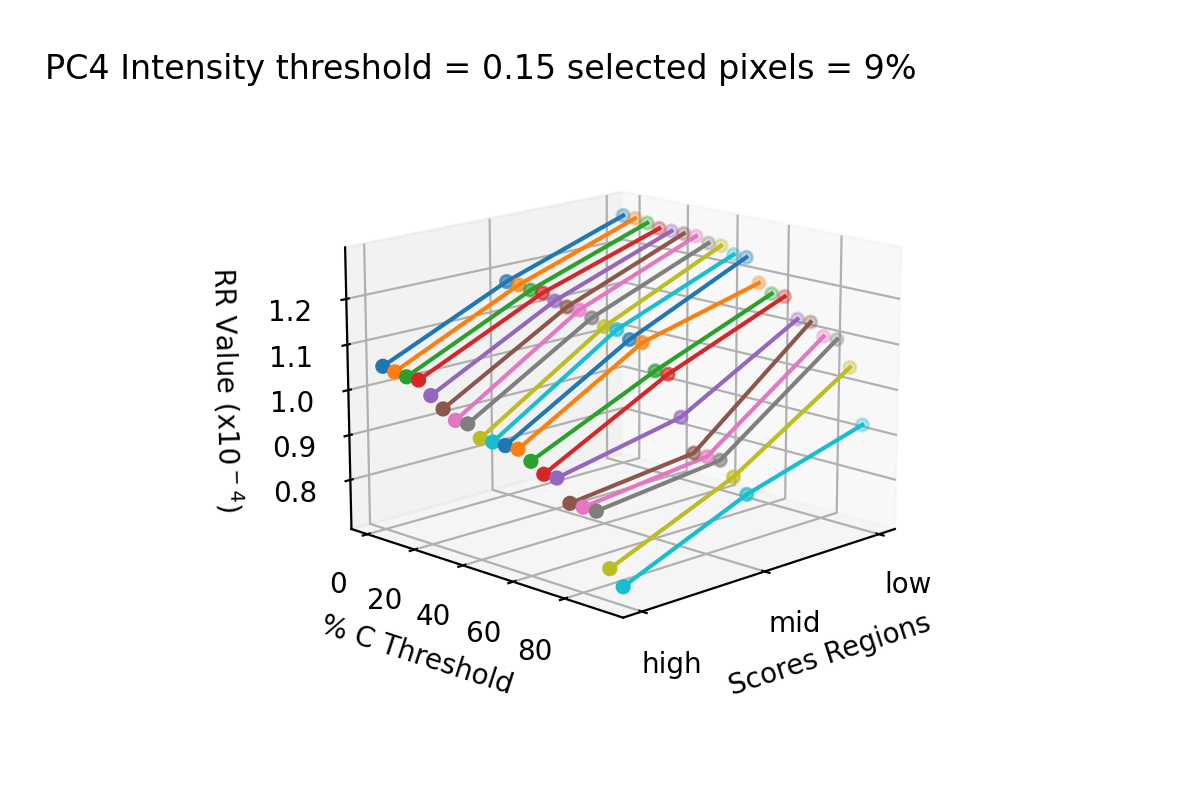 PC4 Intensity threshold = 0.15 selected pixels = 9%
RR Value (x10⁻⁴)
1.2
1.1
1.0
0.9
0.8
0
20
40
60
80
% C Threshold
high
mid
low
Scores Regions